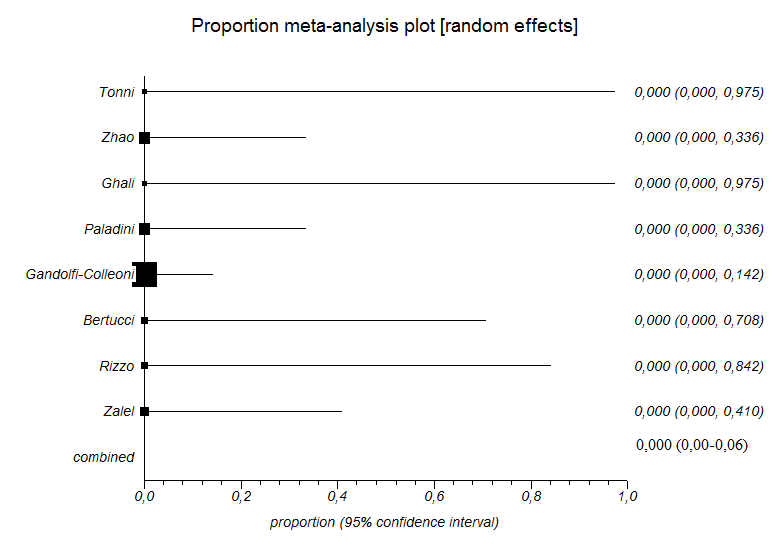 Proportion meta-analysis plot [random effects]
Tonni 0,000 (0,000, 0,975)
Zhao 0,000 (0,000, 0,336)
Ghali 0,000 (0,000, 0,975)
Paladini 0,000 (0,000, 0,336)
Gandolfi-Colleoni 0,000 (0,000, 0,142)
Bertucci 0,000 (0,000, 0,708)
Rizzo 0,000 (0,000, 0,842)
Zalel 0,000 (0,000, 0,410)
combined 0,000 (0,00-0,06)
0,0 0,2 0,4 0,6 0,8 1,0
proportion (95% confidence interval)